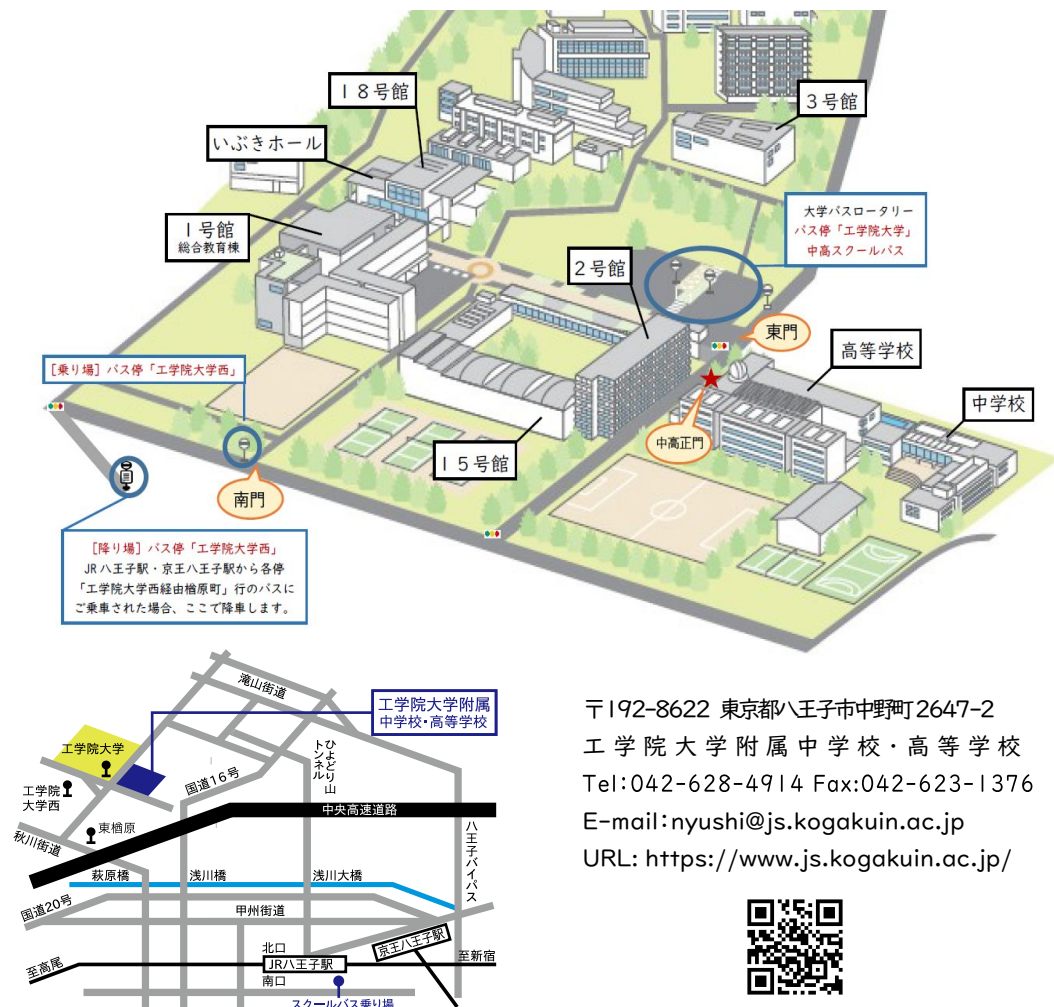 18号館
3号館
いぶきホール
大学バスロータリー
バス停「工学院大学」
中高スクールバス
1号館
総合教育棟
2号館
東門
高等学校
[乗り場] バス停「工学院大学西」
中学校
中高正門
15号館
南門
[降り場] バス停「工学院大学西」
JR八王子駅・京王八王子駅から各停
「工学院大学西経由楢原町」行のバスに
ご乗車された場合、ここで降車します。
滝山街道
工学院大学附属
中学校・高等学校
工学院大学
ひよどり山
トンネル
国道16号
工学院
大学西
中央高速道路
東楢原
秋川街道
八王子バイパス
萩原橋
浅川橋
浅川大橋
国道20号
甲州街道
京王八王子駅
北口
JR八王子駅
至新宿
至高尾
南口
スクールバス乗り場
〒192-8622 東京都八王子市中野町2647-2
工学院大学附属中学校・高等学校
Tel:042-628-4914 Fax:042-623-1376
E-mail:nyushi@js.kogakuin.ac.jp
URL: https://www.js.kogakuin.ac.jp/